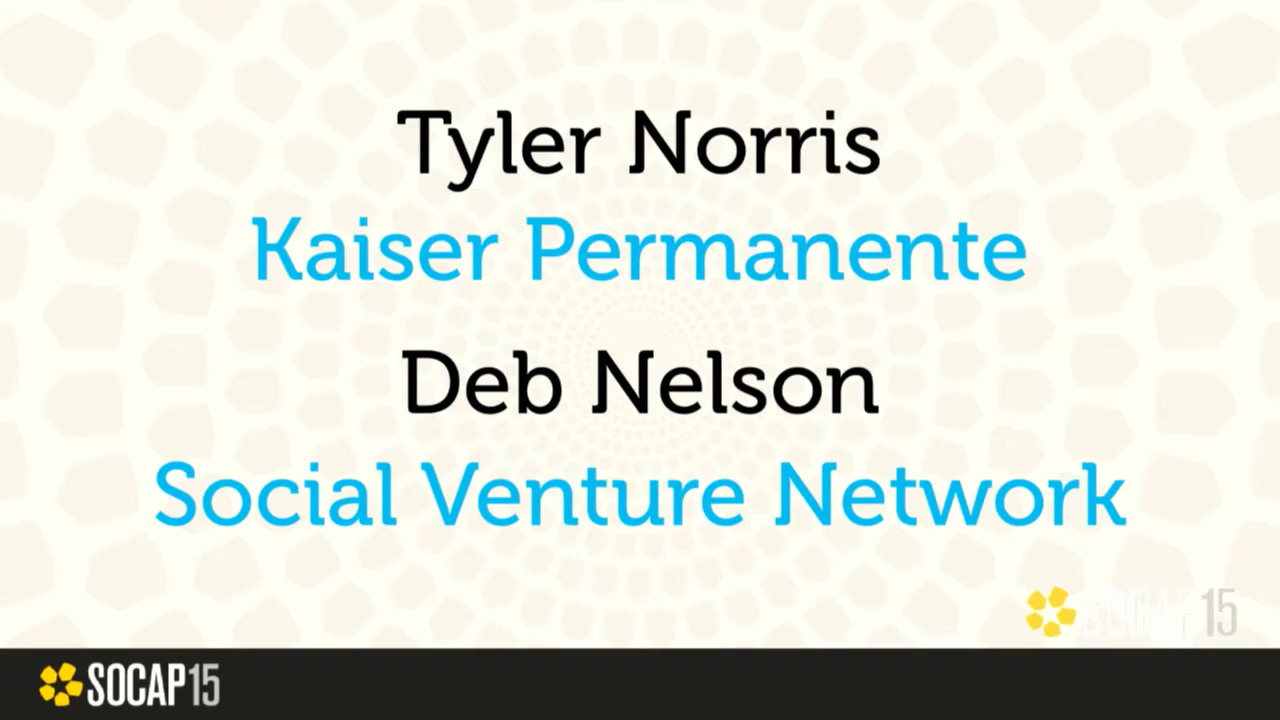 Tyler Norris
Kaiser Permanente
Deb Nelson
Social Venture Network
SOCAP15
SOCAP15